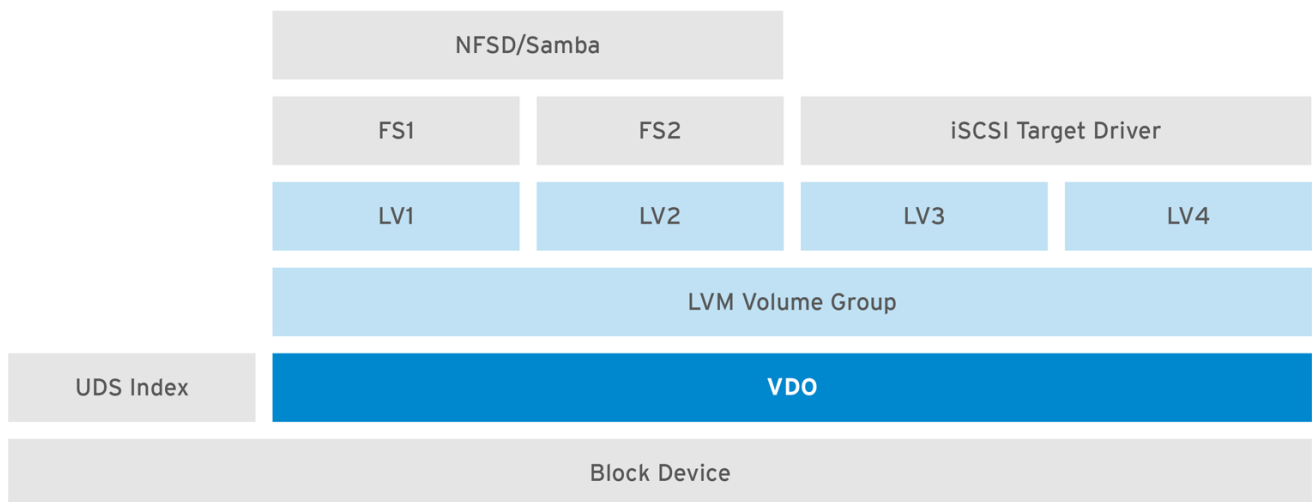 NFSD/Samba
FS1
FS2
iSCSI Target Driver
LV1
LV2
LV3
LV4
LVM Volume Group
UDS Index
VDO
Block Device